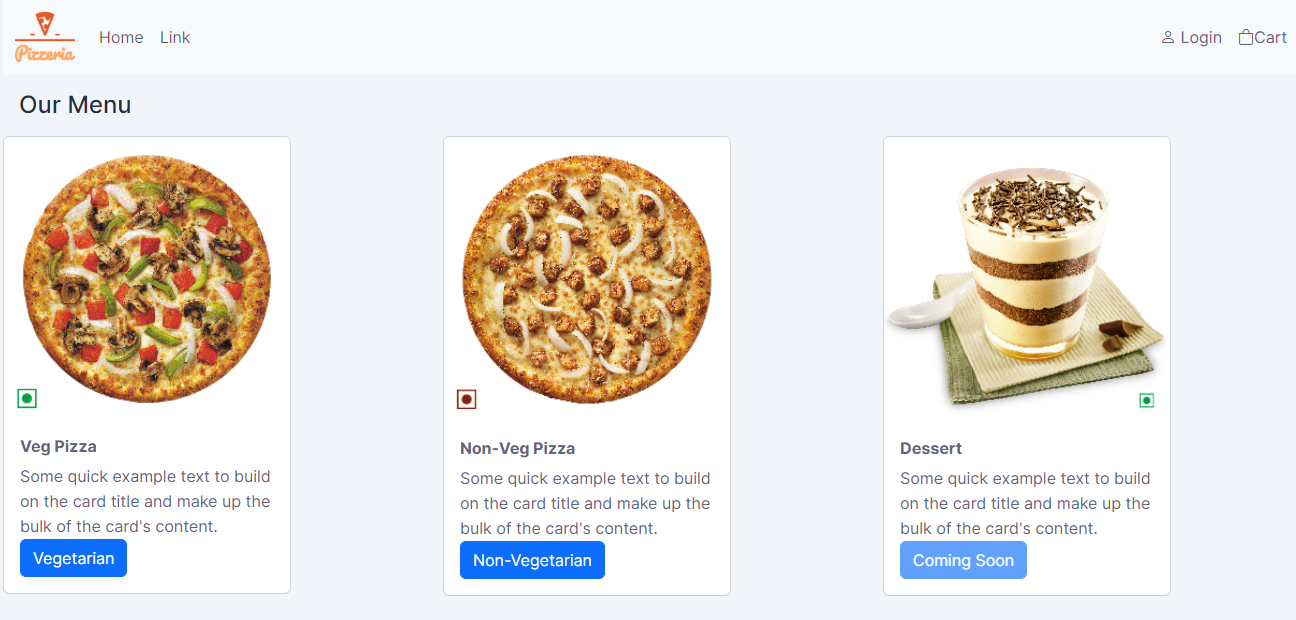 Pizzeria
Home
Link
Login
Cart
Our Menu
Veg Pizza
Some quick example text to build
on the card title and make up the
bulk of the card's content.
Vegetarian
Non-Veg Pizza
Some quick example text to build
on the card title and make up the
bulk of the card's content.
Non-Vegetarian
Dessert
Some quick example text to build
on the card title and make up the
bulk of the card's content.
Coming Soon